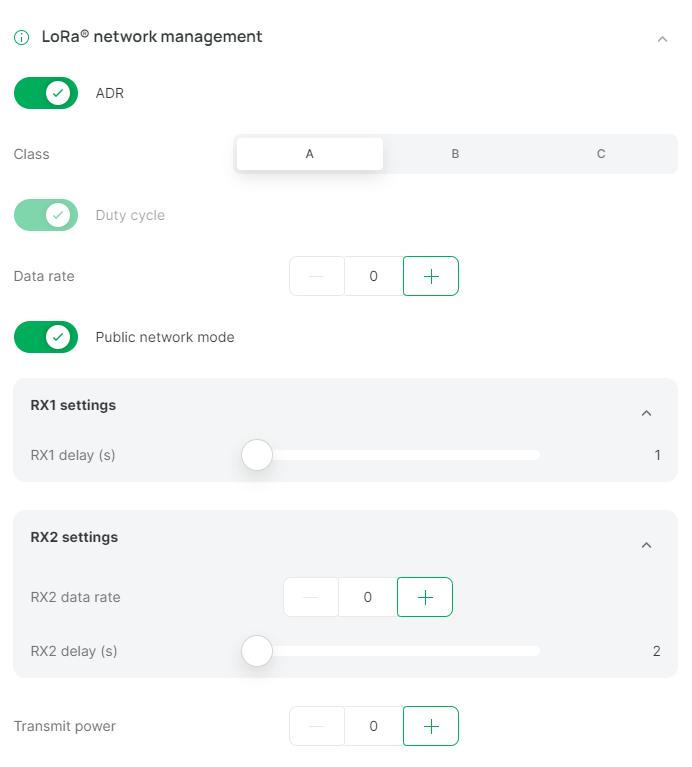 LoRa® network management
ADR
Class A B C
Duty cycle
Data rate 0
Public network mode
RX1 settings
RX1 delay (s) 1
RX2 settings
RX2 data rate 0
RX2 delay (s) 2
Transmit power 0